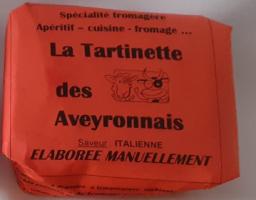 Spécialité fromagère
Apéritif – cuisine - fromage ...
La Tartinette
des
Aveyronnais
Saveur ITALIENNE
ELABOREE MANUELLEMENT